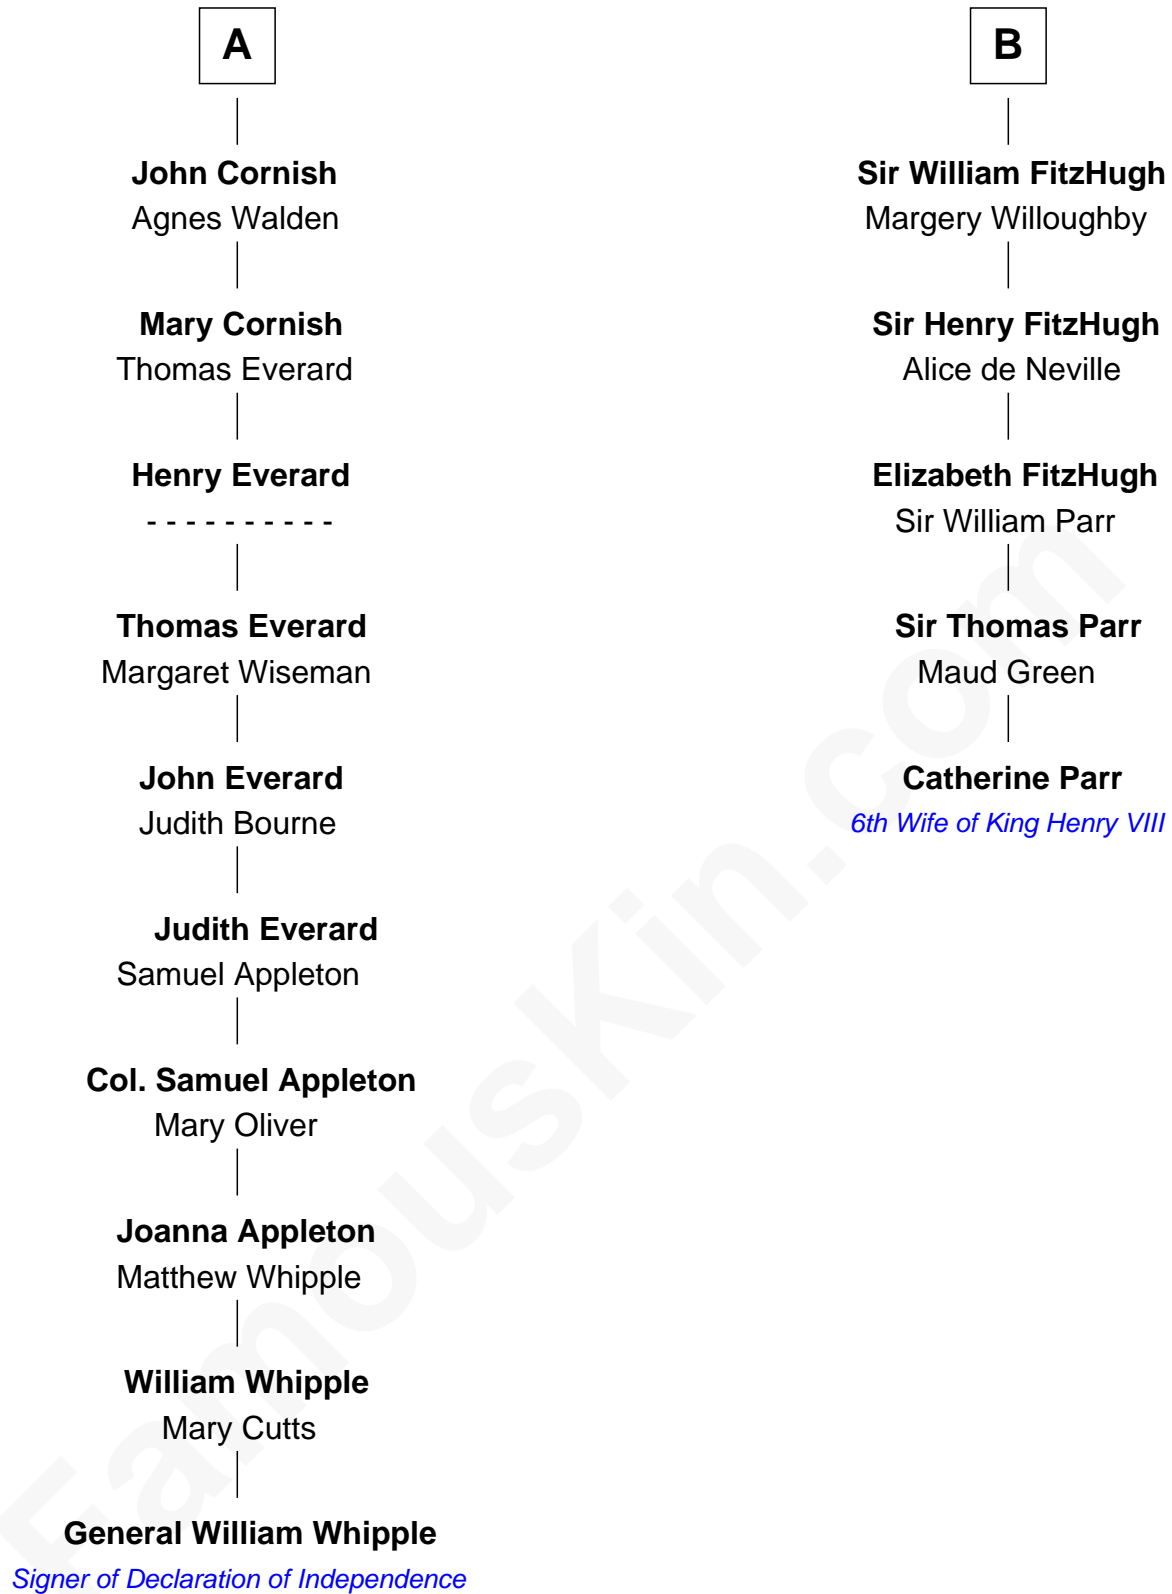 A
John Cornish
Agnes Walden
Mary Cornish
Thomas Everard
Henry Everard
- - - - - - - - - -
Thomas Everard
Margaret Wiseman
John Everard
Judith Bourne
Judith Everard
Samuel Appleton
Col. Samuel Appleton
Mary Oliver
Joanna Appleton
Matthew Whipple
William Whipple
Mary Cutts
General William Whipple
Signer of Declaration of Independence
B
Sir William FitzHugh
Margery Willoughby
Sir Henry FitzHugh
Alice de Neville
Elizabeth FitzHugh
Sir William Parr
Sir Thomas Parr
Maud Green
Catherine Parr
6th Wife of King Henry VIII
FamousKin.com